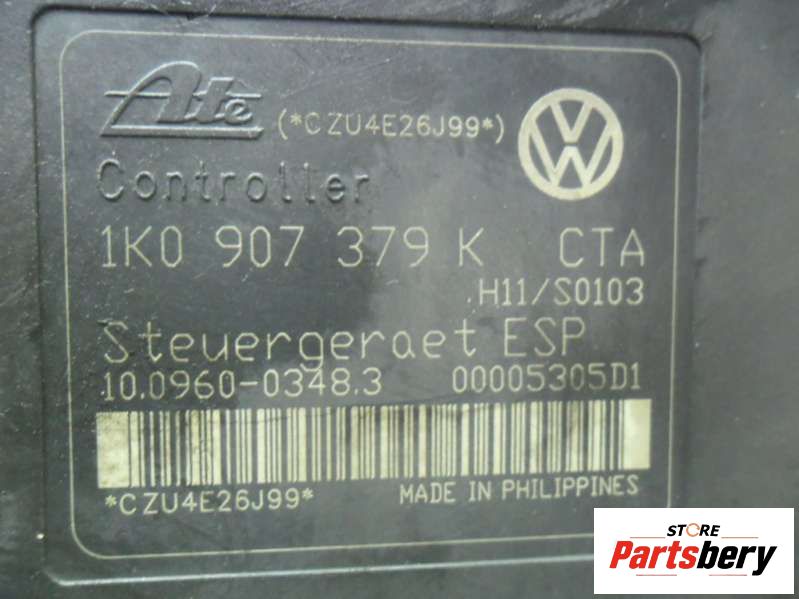 Ate (*CZU4E26J99*)
Controller
1K0 907 379 K CTA
H11/S0103
Steuergeraet ESP
10.0960-0348.3 00005305D1
*CZU4E26J99* MADE IN PHILIPPINES
STORE
Partsbery